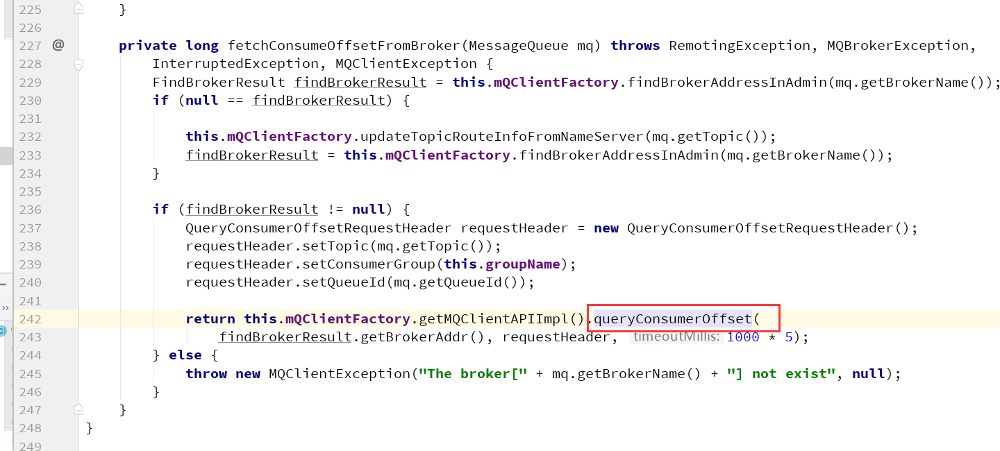 225 }
226
227 @ private long fetchConsumeOffsetFromBroker(MessageQueue mq) throws RemotingException, MQBrokerException,
228 InterruptedException, MQClientException {
229 FindBrokerResult findBrokerResult = this.mQClientFactory.findBrokerAddressInAdmin(mq.getBrokerName());
230 if (null == findBrokerResult) {
231
232 this.mQClientFactory.updateTopicRouteInfoFromNameServer(mq.getTopic());
233 findBrokerResult = this.mQClientFactory.findBrokerAddressInAdmin(mq.getBrokerName());
234 }
235
236 if (findBrokerResult != null) {
237 QueryConsumerOffsetRequestHeader requestHeader = new QueryConsumerOffsetRequestHeader();
238 requestHeader.setTopic(mq.getTopic());
239 requestHeader.setConsumerGroup(this.groupName);
240 requestHeader.setQueueId(mq.getQueueId());
241
242 return this.mQClientFactory.getMQClientAPIImpl().queryConsumerOffset(
243 findBrokerResult.getBrokerAddr(), requestHeader, timeoutMillis: 1000 * 5);
244 } else {
245 throw new MQClientException("The broker[" + mq.getBrokerName() + "] not exist", null);
246 }
247 }
248 }
249